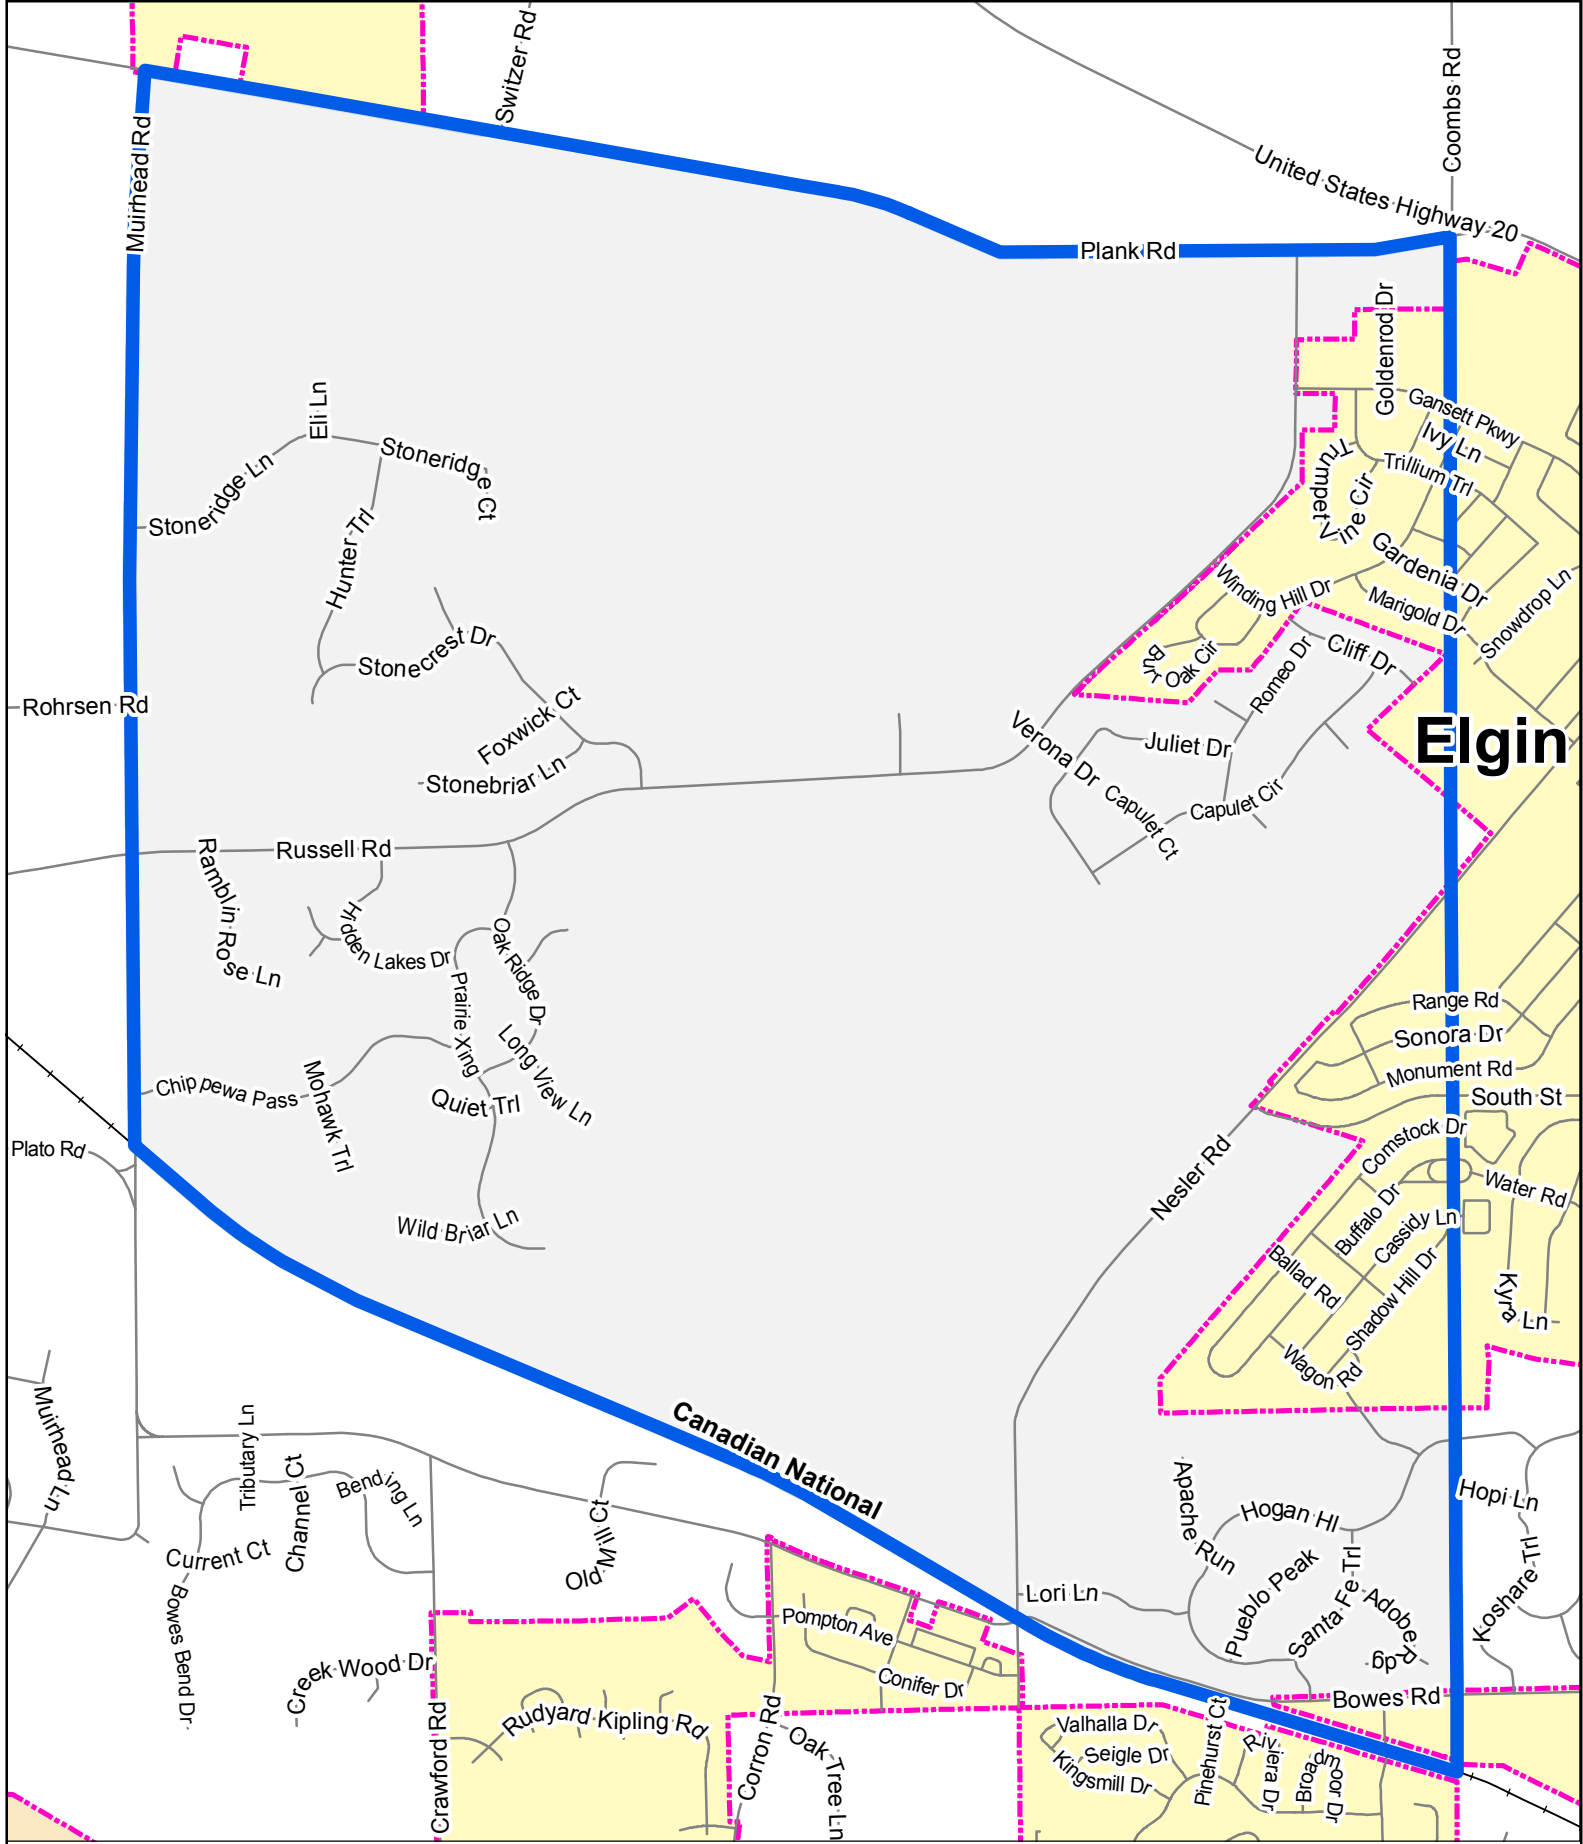 Switzer Rd
Coombs Rd
Muirhead Rd
United States Highway 20
Plank Rd
Goldenrod Dr
Eli Ln
Gansett Pkwy
Ivy Ln
Stoneridge Ct
Stoneridge Ln
Trumpet Vine Cir
Trillium Trl
Hunter Trl
Gardenia Dr
Winding Hill Dr
Marigold Dr
Snowdrop Ln
Stonecrest Dr
Burr Oak Cir
Romeo Dr
Cliff Dr
Rohrsen Rd
Foxwick Ct
Verona Dr
Juliet Dr
Elgin
Stonebriar Ln
Capulet Ct
Capulet Cir
Russell Rd
Ramblin Rose Ln
Hidden Lakes Dr
Oak Ridge Dr
Prairie Xing
Range Rd
Sonora Dr
Long View Ln
Monument Rd
Chippewa Pass
Mohawk Trl
Quiet Trl
South St
Plato Rd
Comstock Dr
Nesler Rd
Water Rd
Wild Briar Ln
Buffalo Dr
Cassidy Ln
Ballad Rd
Shadow Hill Dr
Kyra Ln
Wagon Rd
Muirhead Ln
Tributary Ln
Channel Ct
Bending Ln
Canadian National
Apache Run
Hogan Hl
Hopi Ln
Current Ct
Old Mill Ct
Lori Ln
Pueblo Peak
Santa Fe Trl
Adobe Rdg
Koshare Trl
Bowes Bend Dr
Pompton Ave
Creek Wood Dr
Conifer Dr
Bowes Rd
Crawford Rd
Rudyard Kipling Rd
Corron Rd
Oak Tree Ln
Valhalla Dr
Seigle Dr
Kingsmill Dr
Pinehurst Ct
Riviera Dr
Broadmoor Dr